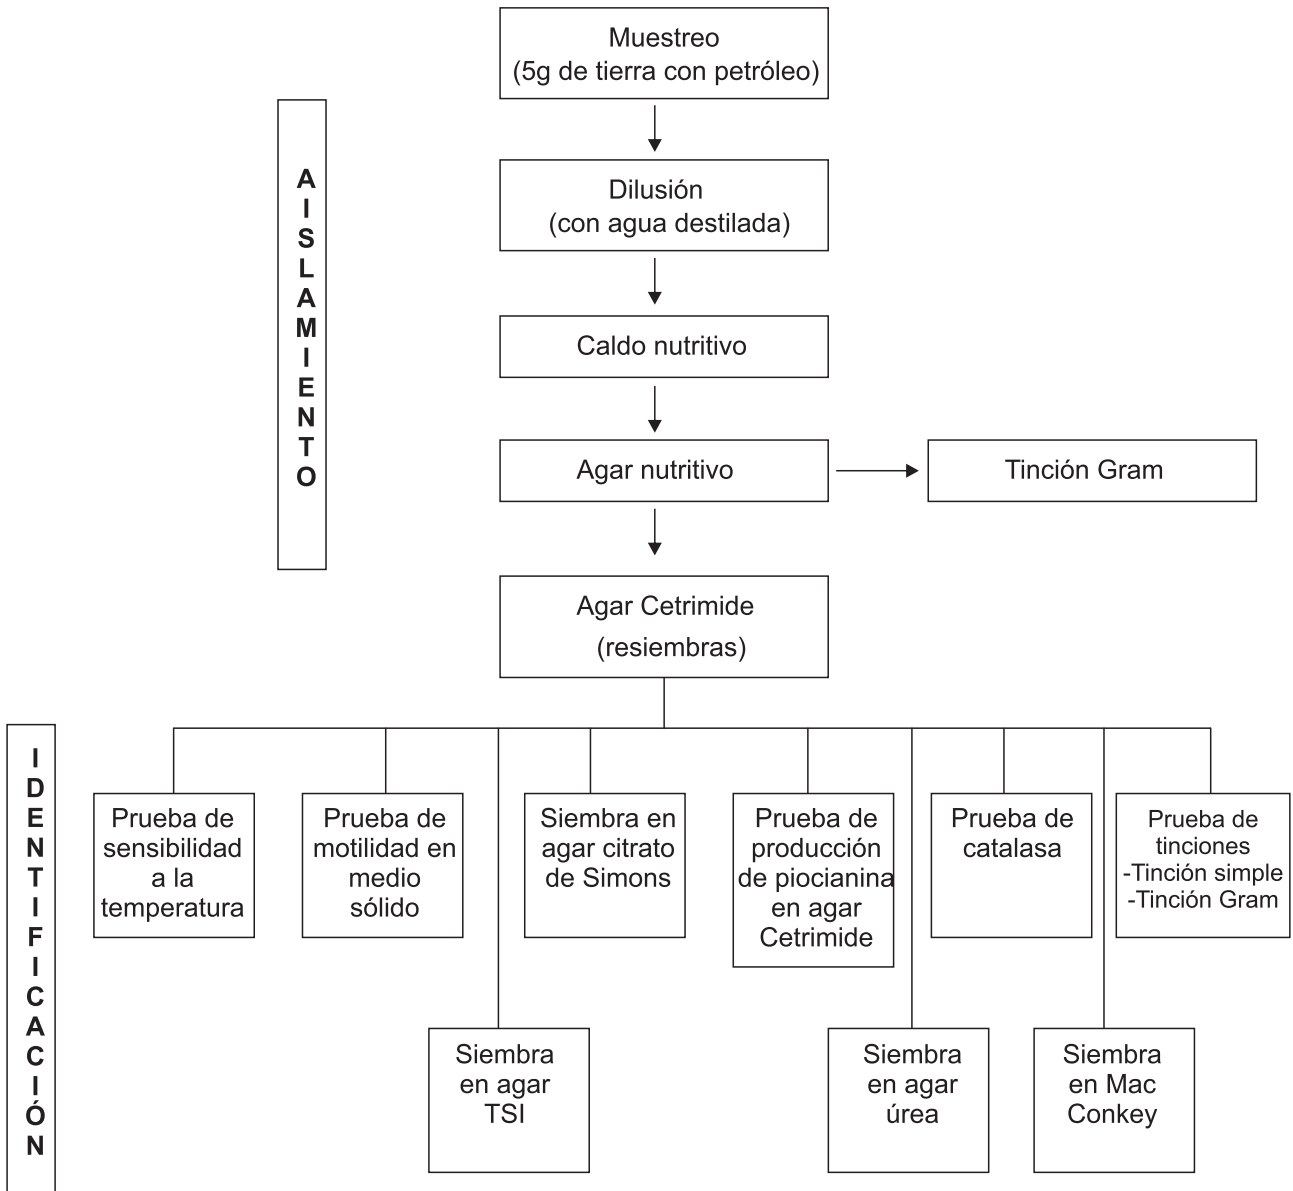 Muestreo
(5g de tierra con petróleo)
AISLAMIENTO
Dilusión
(con agua destilada)
Caldo nutritivo
Agar nutritivo
Tinción Gram
Agar Cetrimide
(resiembras)
IDENTIFICACIÓN
Prueba de
sensibilidad
a la
temperatura
Prueba de
motilidad en
medio
sólido
Siembra en
agar citrato
de Simons
Prueba de
producción
de piocianina
en agar
Cetrimide
Prueba de
catalasa
Prueba de
tinciones
-Tinción simple
-Tinción Gram
Siembra
en agar
TSI
Siembra
en agar
úrea
Siembra
en Mac
Conkey